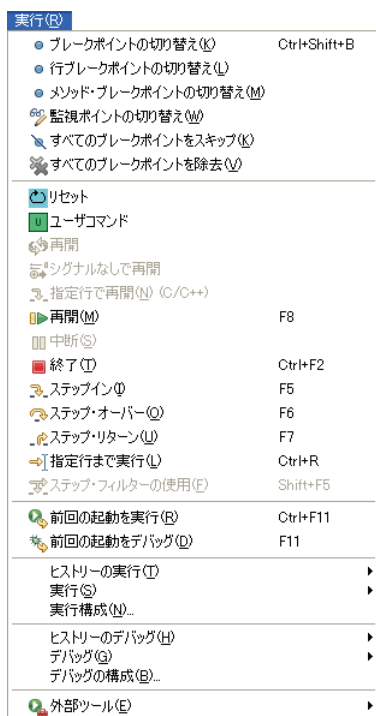 実行(R)
ブレークポイントの切り替え(K) Ctrl+Shift+B
行ブレークポイントの切り替え(L)
メソッド・ブレークポイントの切り替え(M)
監視ポイントの切り替え(W)
すべてのブレークポイントをスキップ(K)
すべてのブレークポイントを除去(V)
リセット
U ユーザコマンド
再開
シグナルなしで再開
指定行で再開(N) (C/C++)
再開(M) F8
中断(S)
終了(T) Ctrl+F2
ステップイン(I) F5
ステップ・オーバー(O) F6
ステップ・リターン(U) F7
指定行まで実行(L) Ctrl+R
ステップ・フィルターの使用(F) Shift+F5
前回の起動を実行(R) Ctrl+F11
前回の起動をデバッグ(D) F11
ヒストリーの実行(T)
実行(S)
実行構成(N)...
ヒストリーのデバッグ(H)
デバッグ(G)
デバッグの構成(B)...
外部ツール(E)